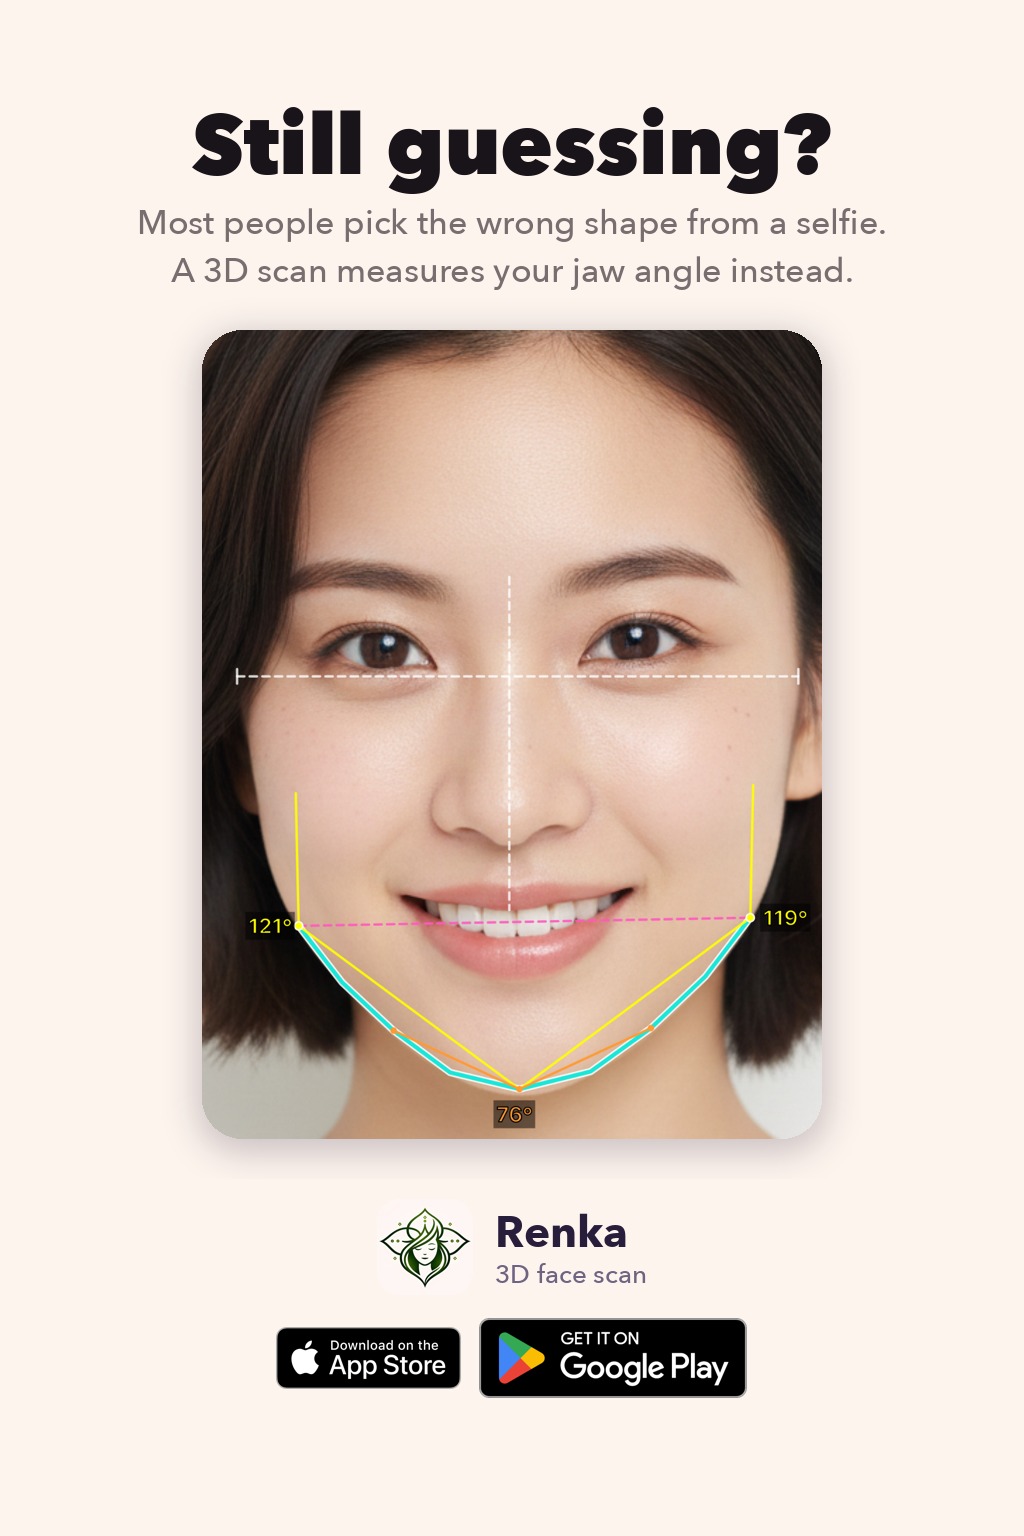 Still guessing?
Most people pick the wrong shape from a selfie.
A 3D scan measures your jaw angle instead.
121°
119°
76°
Renka
3D face scan
Download on the
App Store
GET IT ON
Google Play